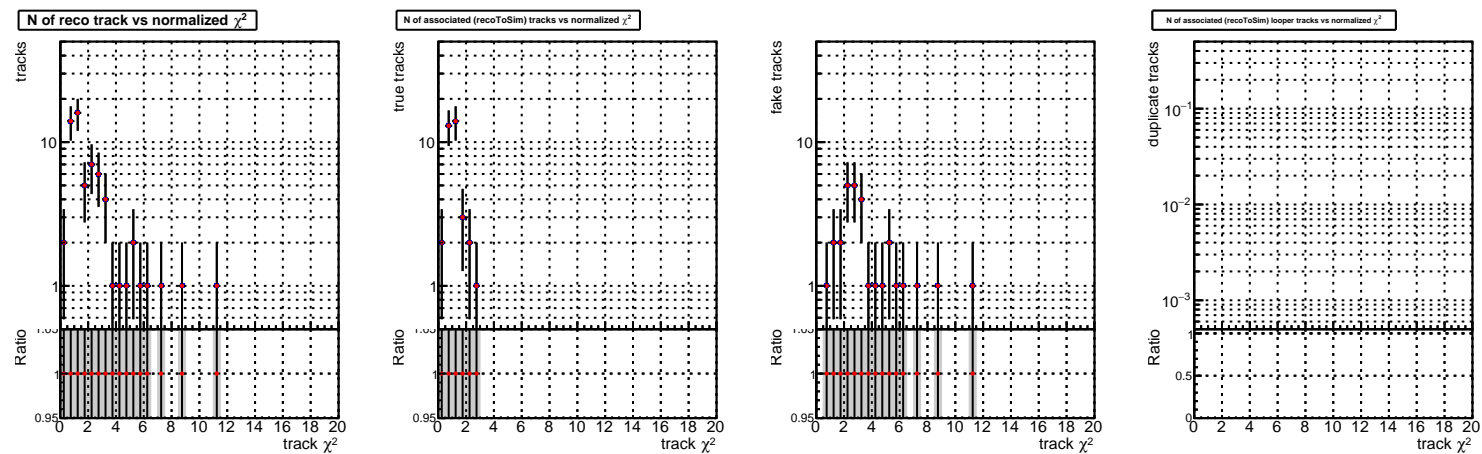 N of reco track vs normalized χ²
tracks
10
1
Ratio
1.05
1
0.95
0 2 4 6 8 10 12 14 16 18 20
track χ²
N of associated (recoToSim) tracks vs normalized χ²
true tracks
10
1
Ratio
1.05
1
0.95
0 2 4 6 8 10 12 14 16 18 20
track χ²
fake tracks
10
1
Ratio
1.05
1
0.95
0 2 4 6 8 10 12 14 16 18 20
track χ²
N of associated (recoToSim) looper tracks vs normalized χ²
duplicate tracks
10⁻¹
10⁻²
10⁻³
Ratio
1
0.5
0
0 2 4 6 8 10 12 14 16 18 20
track χ²